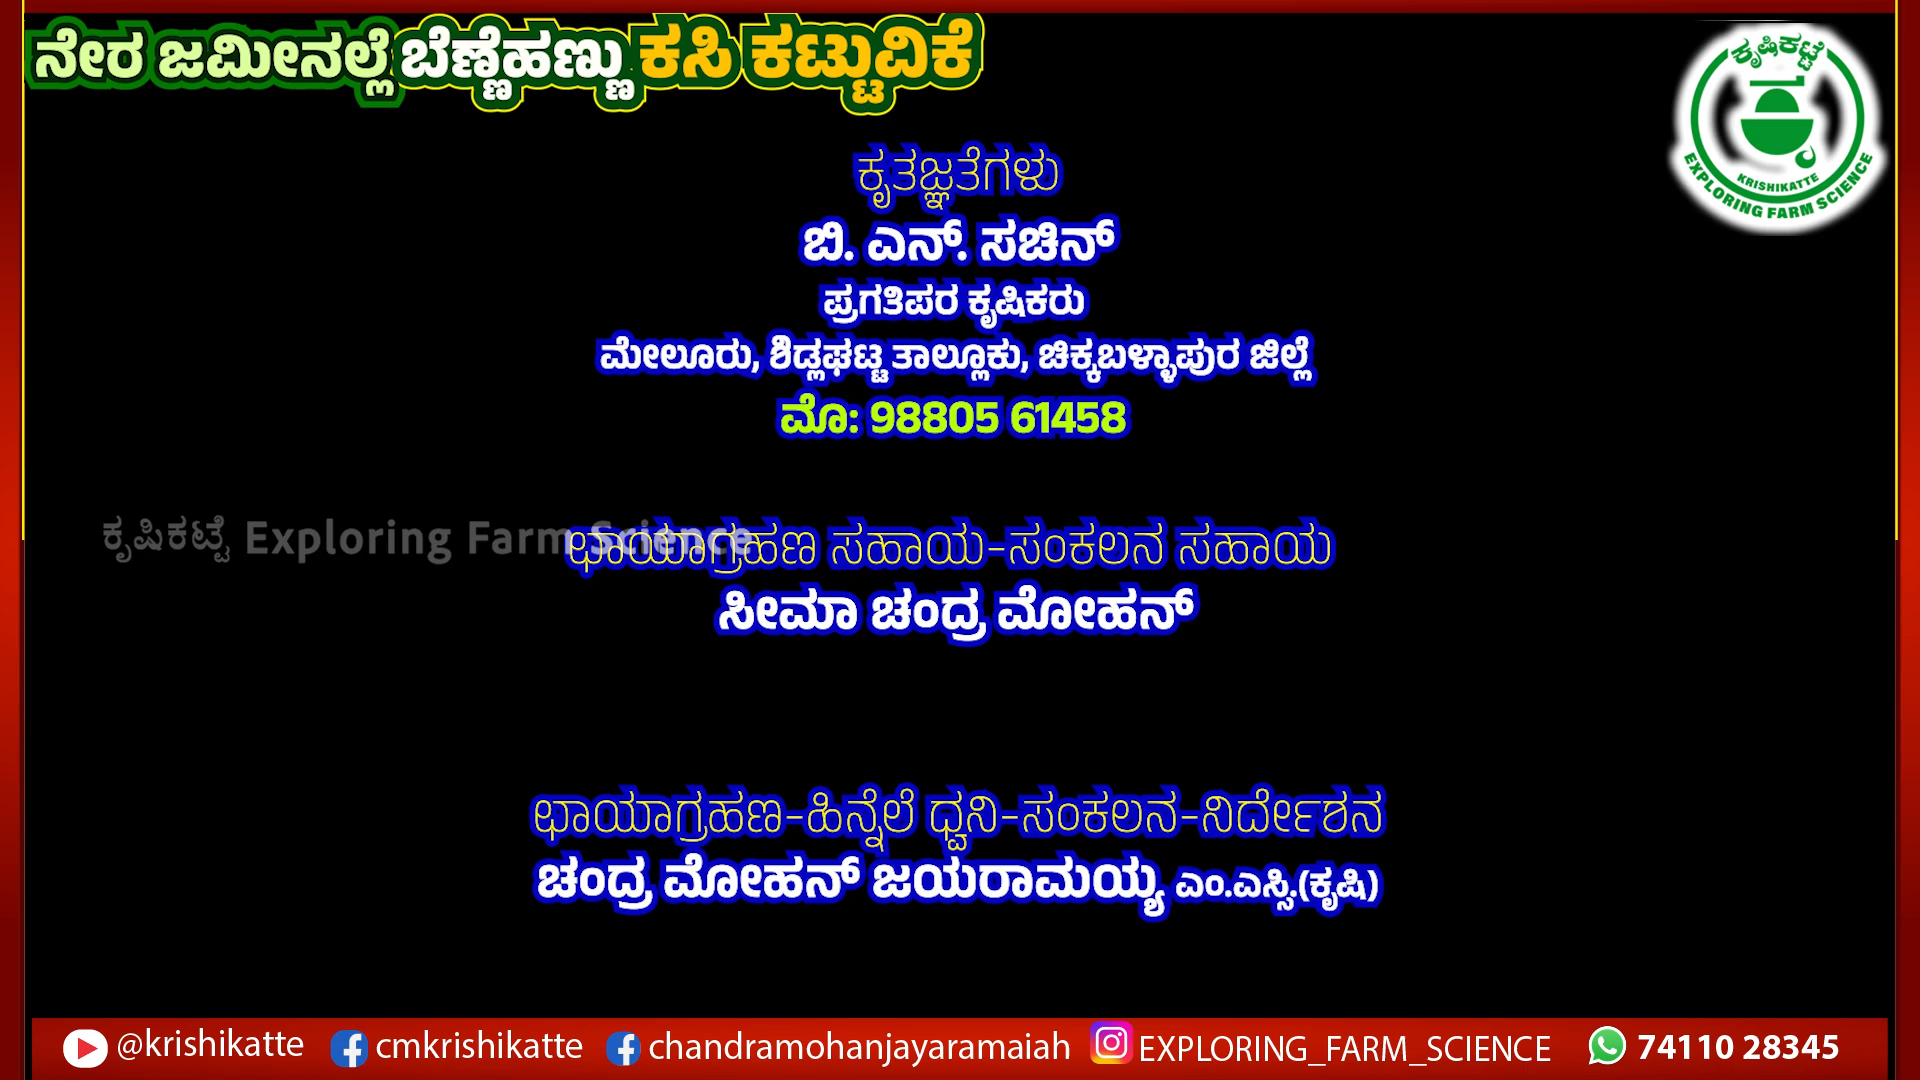 ನೇರ ಜಮೀನಲ್ಲೆ ಬೆಣ್ಣೆಹಣ್ಣು ಕಸಿ ಕಟ್ಟುವಿಕೆ
ಕೃಷಿಕಟ್ಟೆ
KRISHIKATTE
EXPLORING FARM SCIENCE
ಕೃತಜ್ಞತೆಗಳು
ಬಿ. ಎನ್. ಸಚಿನ್
ಪ್ರಗತಿಪರ ಕೃಷಿಕರು
ಮೇಲೂರು, ಶಿಡ್ಲಘಟ್ಟ ತಾಲ್ಲೂಕು, ಚಿಕ್ಕಬಳ್ಳಾಪುರ ಜಿಲ್ಲೆ
ಮೊ: 98805 61458
ಕೃಷಿಕಟ್ಟೆ Exploring Farm Science
ಛಾಯಾಗ್ರಹಣ ಸಹಾಯ-ಸಂಕಲನ ಸಹಾಯ
ಸೀಮಾ ಚಂದ್ರ ಮೋಹನ್
ಛಾಯಾಗ್ರಹಣ-ಹಿನ್ನೆಲೆ ಧ್ವನಿ-ಸಂಕಲನ-ನಿರ್ದೇಶನ
ಚಂದ್ರ ಮೋಹನ್ ಜಯರಾಮಯ್ಯ ಎಂ.ಎಸ್ಸಿ.(ಕೃಷಿ)
@krishikatte cmkrishikatte chandramohanjayaramaiah EXPLORING_FARM_SCIENCE 74110 28345